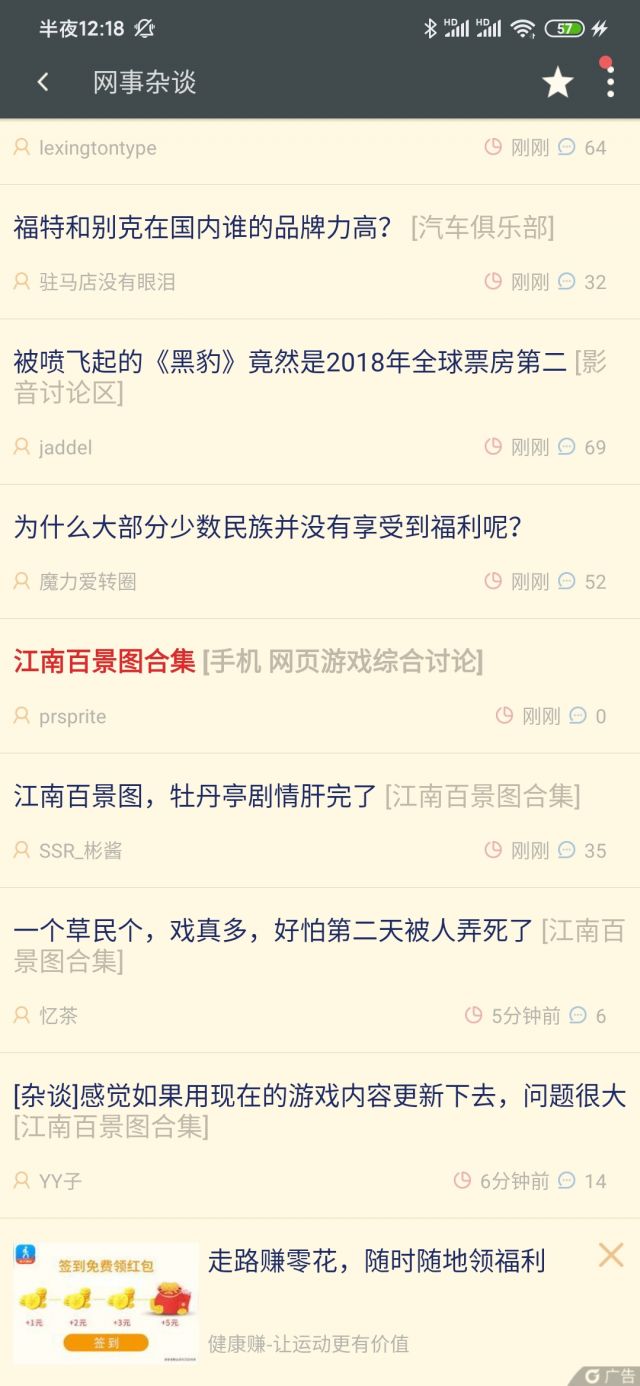 半夜12:18 HD HD 57
网事杂谈
lexingtontype 刚刚 64
福特和别克在国内谁的品牌力高？ [汽车俱乐部]
驻马店没有眼泪 刚刚 32
被喷飞起的《黑豹》竟然是2018年全球票房第二 [影
音讨论区]
jaddel 刚刚 69
为什么大部分少数民族并没有享受到福利呢？
魔力爱转圈 刚刚 52
江南百景图合集 [手机 网页游戏综合讨论]
prsprite 刚刚 0
江南百景图，牡丹亭剧情肝完了 [江南百景图合集]
SSR_彬酱 刚刚 35
一个草民个，戏真多，好怕第二天被人弄死了 [江南百
景图合集]
忆茶 5分钟前 6
[杂谈]感觉如果用现在的游戏内容更新下去，问题很大
[江南百景图合集]
YY子 6分钟前 14
签到免费领红包
+1元 +2元 +3元 +5元
签到
走路赚零花，随时随地领福利
健康赚-让运动更有价值
广告